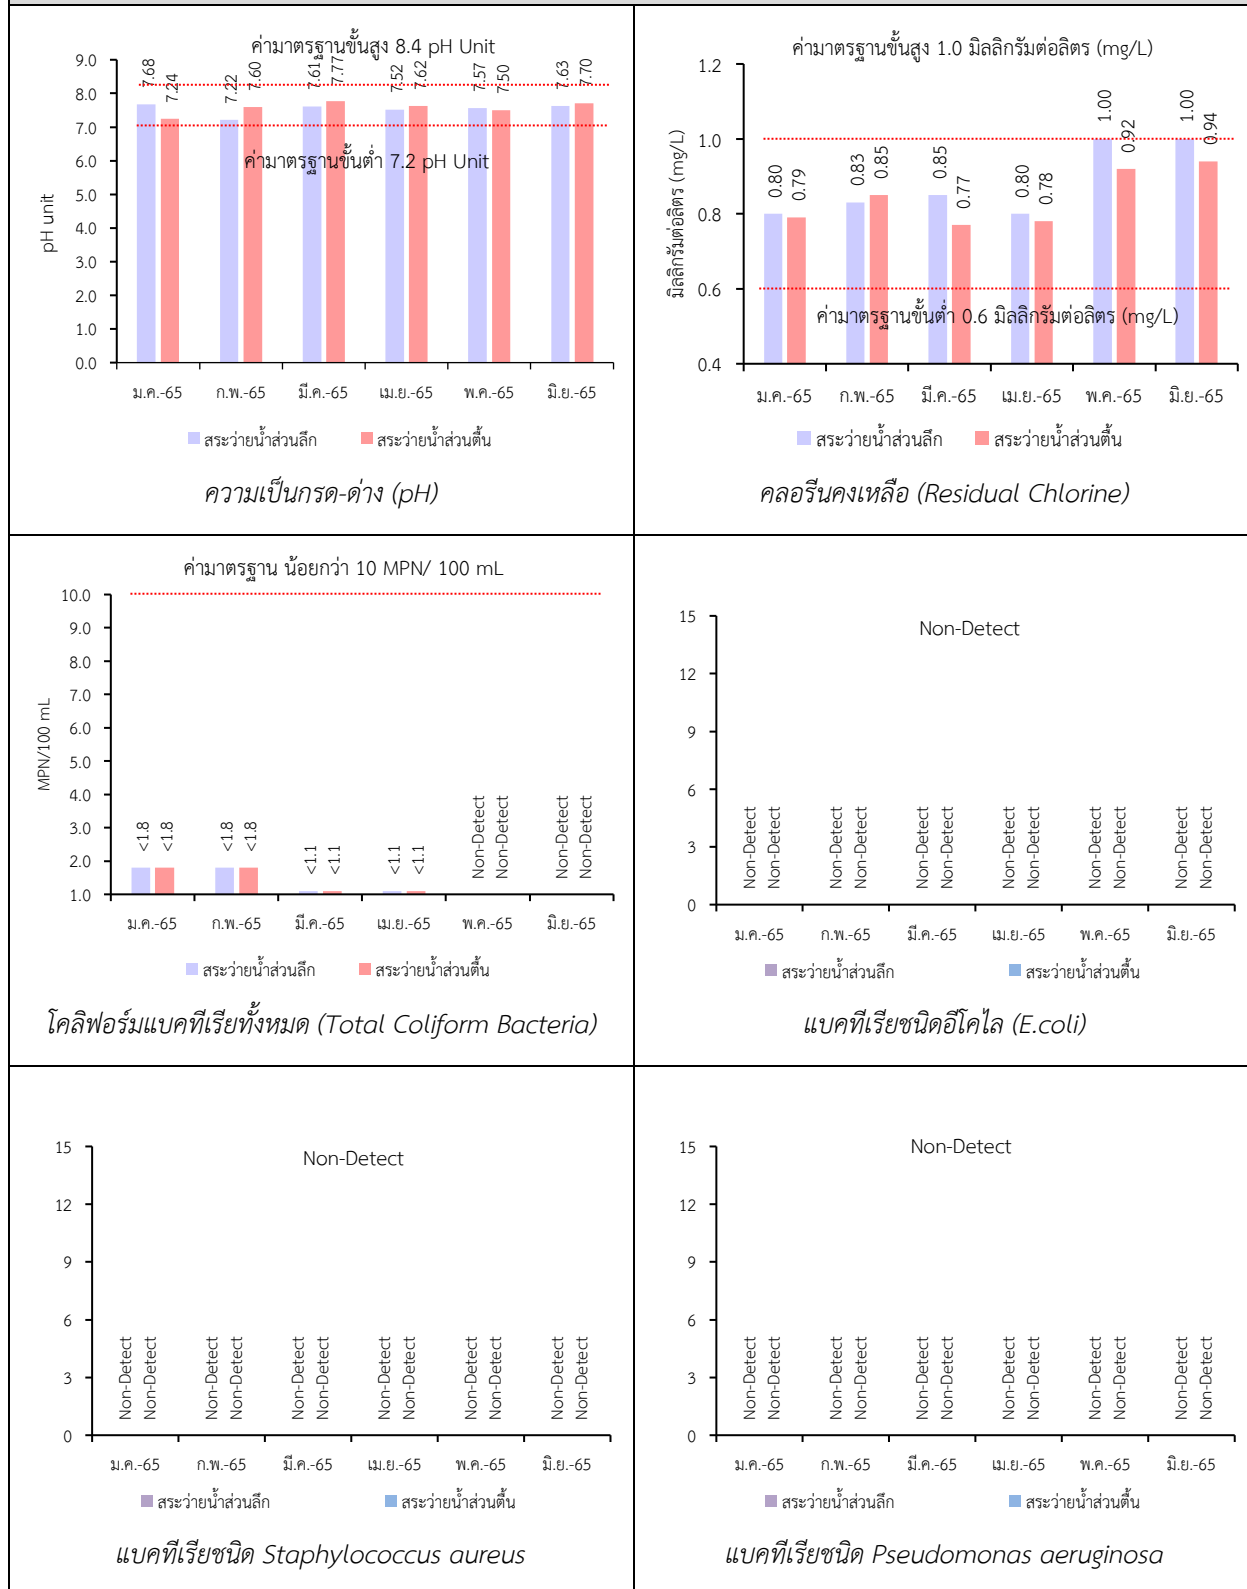 ค่ามาตรฐานขั้นสูง 8.4 pH Unit
9.0
8.0
7.0
6.0
5.0
4.0
3.0
2.0
1.0
0.0
pH unit
7.68
7.24
7.22
7.60
7.61
7.77
7.52
7.62
7.57
7.50
7.63
7.70
ค่ามาตรฐานขั้นต่ำ 7.2 pH Unit
ม.ค.-65 ก.พ.-65 มี.ค.-65 เม.ย.-65 พ.ค.-65 มิ.ย.-65
สระว่ายน้ำส่วนลึก สระว่ายน้ำส่วนตื้น
ความเป็นกรด-ด่าง (pH)
ค่ามาตรฐานขั้นสูง 1.0 มิลลิกรัมต่อลิตร (mg/L)
1.2
1.0
0.8
0.6
0.4
มิลลิกรัมต่อลิตร (mg/L)
0.80
0.79
0.83
0.85
0.85
0.77
0.80
0.78
1.00
0.92
1.00
0.94
ค่ามาตรฐานขั้นต่ำ 0.6 มิลลิกรัมต่อลิตร (mg/L)
ม.ค.-65 ก.พ.-65 มี.ค.-65 เม.ย.-65 พ.ค.-65 มิ.ย.-65
สระว่ายน้ำส่วนลึก สระว่ายน้ำส่วนตื้น
คลอรีนคงเหลือ (Residual Chlorine)
ค่ามาตรฐาน น้อยกว่า 10 MPN/ 100 mL
10.0
9.0
8.0
7.0
6.0
5.0
4.0
3.0
2.0
1.0
MPN/100 mL
<1.8
<1.8
<1.8
<1.8
<1.1
<1.1
<1.1
<1.1
Non-Detect
Non-Detect
Non-Detect
Non-Detect
ม.ค.-65 ก.พ.-65 มี.ค.-65 เม.ย.-65 พ.ค.-65 มิ.ย.-65
สระว่ายน้ำส่วนลึก สระว่ายน้ำส่วนตื้น
โคลิฟอร์มแบคทีเรียทั้งหมด (Total Coliform Bacteria)
Non-Detect
15
12
9
6
3
0
Non-Detect
Non-Detect
Non-Detect
Non-Detect
Non-Detect
Non-Detect
Non-Detect
Non-Detect
Non-Detect
Non-Detect
Non-Detect
Non-Detect
ม.ค.-65 ก.พ.-65 มี.ค.-65 เม.ย.-65 พ.ค.-65 มิ.ย.-65
สระว่ายน้ำส่วนลึก สระว่ายน้ำส่วนตื้น
แบคทีเรียชนิดอีโคไล (E.coli)
Non-Detect
15
12
9
6
3
0
Non-Detect
Non-Detect
Non-Detect
Non-Detect
Non-Detect
Non-Detect
Non-Detect
Non-Detect
Non-Detect
Non-Detect
Non-Detect
Non-Detect
ม.ค.-65 ก.พ.-65 มี.ค.-65 เม.ย.-65 พ.ค.-65 มิ.ย.-65
สระว่ายน้ำส่วนลึก สระว่ายน้ำส่วนตื้น
แบคทีเรียชนิด Staphylococcus aureus
Non-Detect
15
12
9
6
3
0
Non-Detect
Non-Detect
Non-Detect
Non-Detect
Non-Detect
Non-Detect
Non-Detect
Non-Detect
Non-Detect
Non-Detect
Non-Detect
Non-Detect
ม.ค.-65 ก.พ.-65 มี.ค.-65 เม.ย.-65 พ.ค.-65 มิ.ย.-65
สระว่ายน้ำส่วนลึก สระว่ายน้ำส่วนตื้น
แบคทีเรียชนิด Pseudomonas aeruginosa